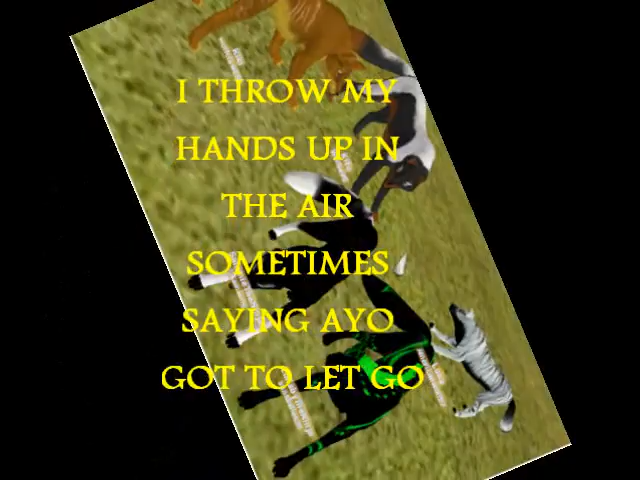 I THROW MY
HANDS UP IN
THE AIR
SOMETIMES
SAYING AYO
GOT TO LET GO